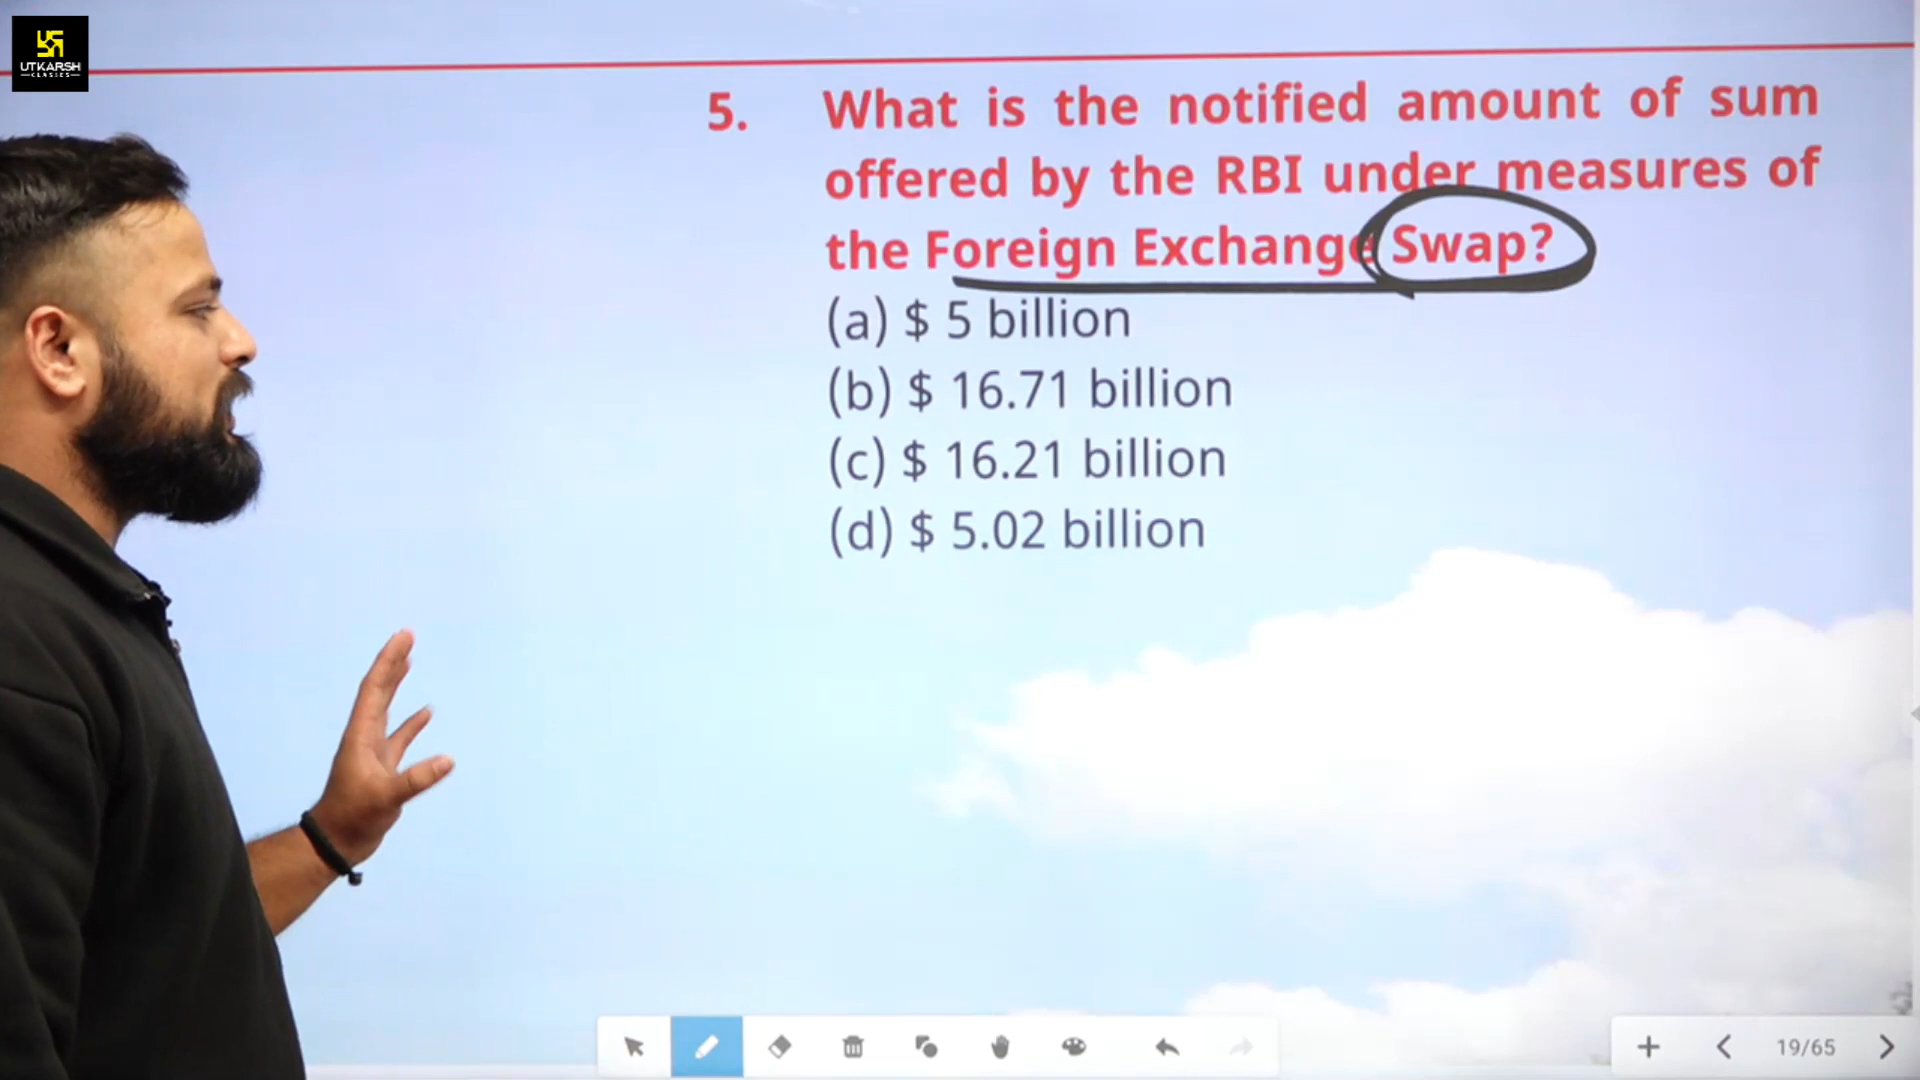 UTKARSH
CLASSES
5. What is the notified amount of sum
offered by the RBI under measures of
the Foreign Exchange Swap?
(a) $ 5 billion
(b) $ 16.71 billion
(c) $ 16.21 billion
(d) $ 5.02 billion
19/65